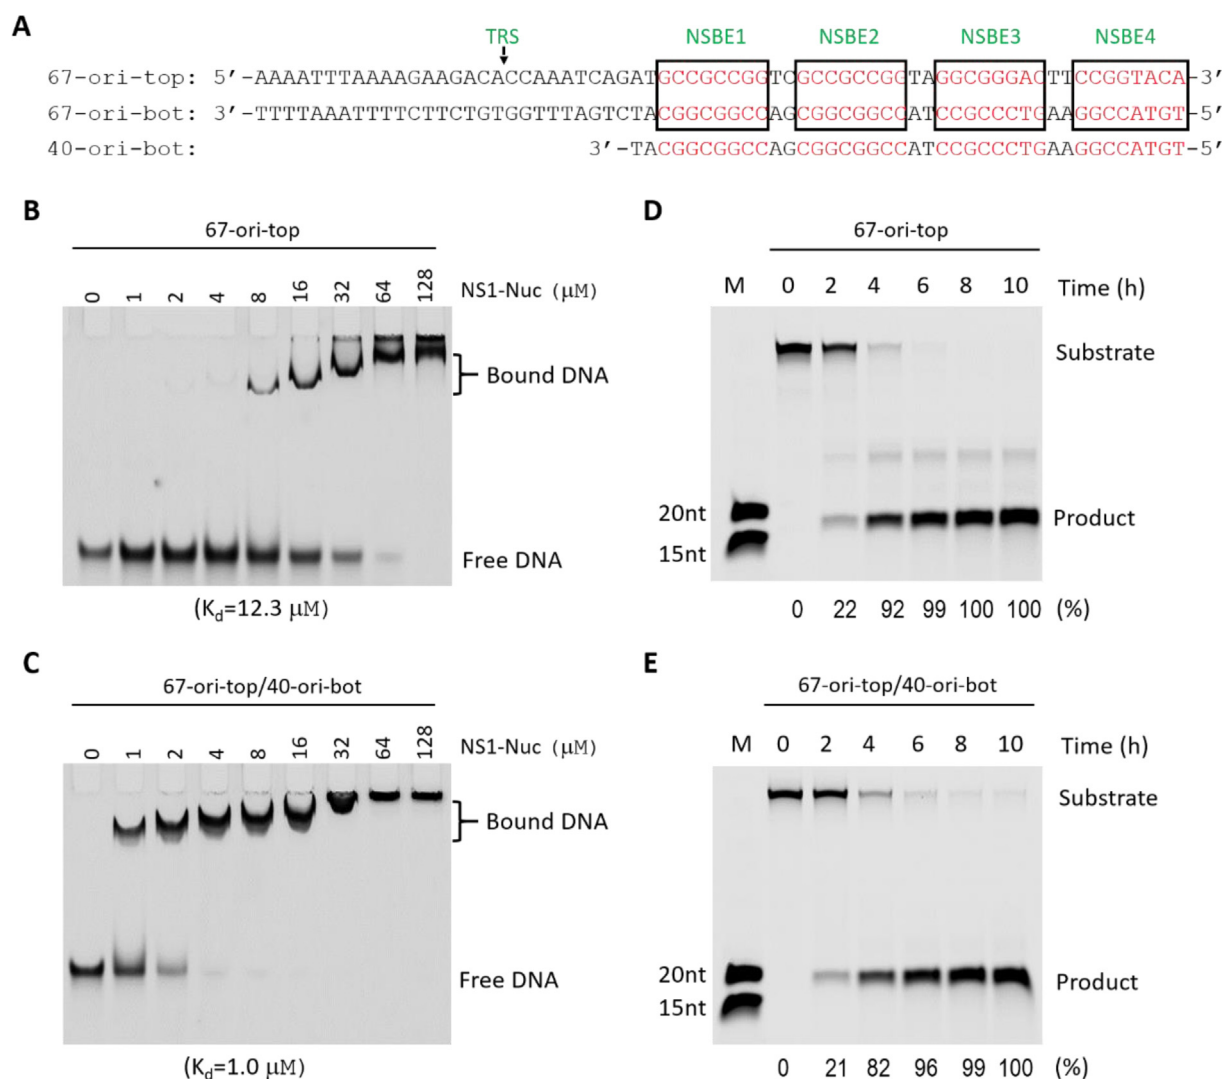 A
TRS NSBE1 NSBE2 NSBE3 NSBE4
67-ori-top: 5'-AAAATTTAAAAGAAGACACCAAATCAGATGCCGCCGGTCGCCGCCGGTAGGCGGGACTTCCGGTACA-3'
67-ori-bot: 3'-TTTTAAATTTTCTTCTGTGGTTTAGTCTACGGCGGCCAGCGGCGGCCATCCGCCCTGAAGGCCATGT-5'
40-ori-bot: 3'-TACGGCGGCCAGCGGCGGCCATCCGCCCTGAAGGCCATGT-5'
B
67-ori-top
0 1 2 4 8 16 32 64 128 NS1-Nuc (μM)
Bound DNA
Free DNA
(Kd=12.3 μM)
C
67-ori-top/40-ori-bot
0 1 2 4 8 16 32 64 128 NS1-Nuc (μM)
Bound DNA
Free DNA
(Kd=1.0 μM)
D
67-ori-top
M 0 2 4 6 8 10 Time (h)
Substrate
20nt Product
15nt
0 22 92 99 100 100 (%)
E
67-ori-top/40-ori-bot
M 0 2 4 6 8 10 Time (h)
Substrate
20nt Product
15nt
0 21 82 96 99 100 (%)